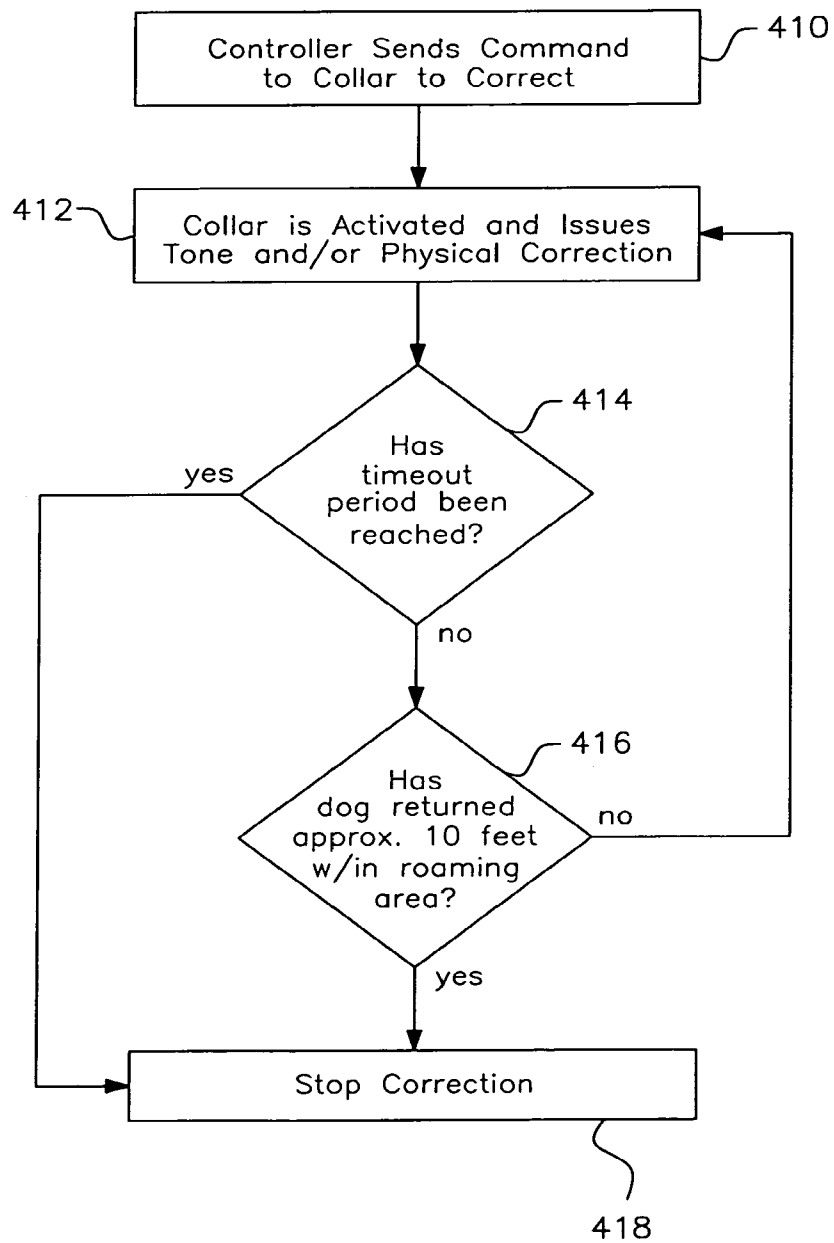 410
Controller Sends Command
to Collar to Correct
412
Collar is Activated and Issues
Tone and/or Physical Correction
414
Has
timeout
period been
reached?
yes
no
416
Has
dog returned
approx. 10 feet
w/in roaming
area?
no
yes
Stop Correction
418